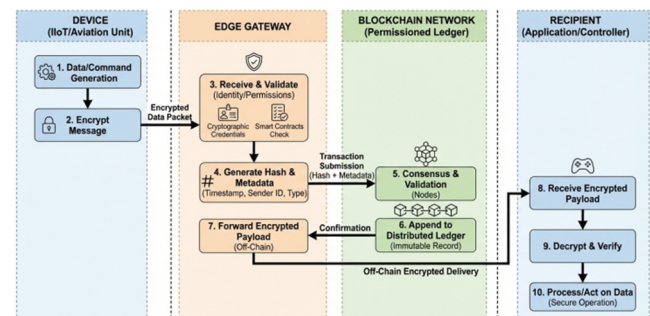 DEVICE
(IIoT/Aviation Unit)
1. Data/Command
Generation
2. Encrypt
Message
Encrypted
Data Packet
EDGE GATEWAY
3. Receive & Validate
(Identity/Permissions)
Cryptographic
Credentials
Smart Contracts
Check
# 4. Generate Hash &
Metadata
(Timestamp, Sender ID, Type)
Transaction
Submission
(Hash + Metadata)
BLOCKCHAIN NETWORK
(Permissioned Ledger)
5. Consensus &
Validation
(Nodes)
6. Append to
Distributed Ledger
(Immutable Record)
Confirmation
7. Forward Encrypted
Payload
(Off-Chain)
Off-Chain Encrypted Delivery
RECIPIENT
(Application/Controller)
8. Receive Encrypted
Payload
9. Decrypt & Verify
10. Process/Act on Data
(Secure Operation)